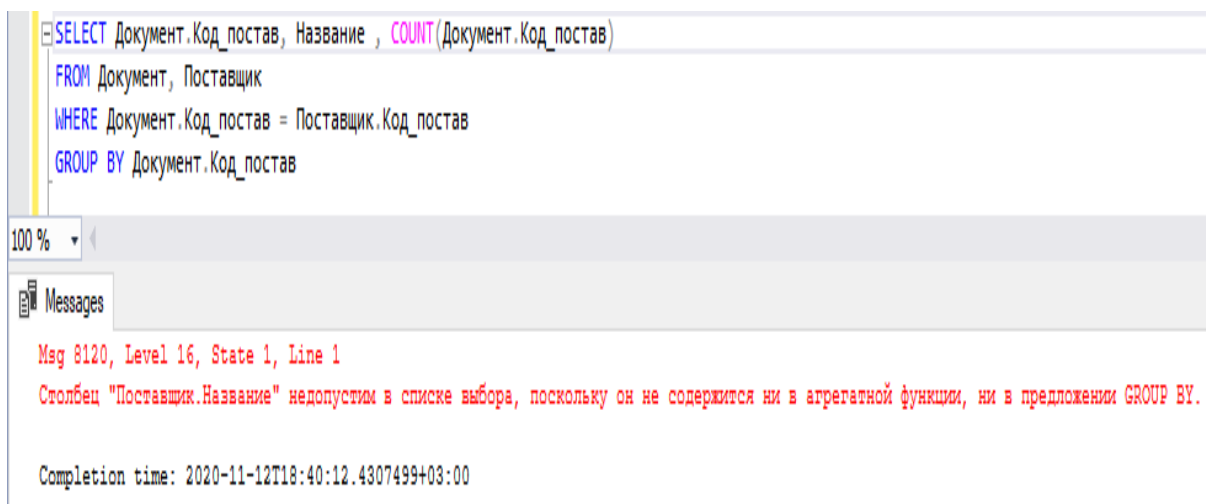 SELECT Документ.Код_постав, Название , COUNT(Документ.Код_постав)
FROM Документ, Поставщик
WHERE Документ.Код_постав = Поставщик.Код_постав
GROUP BY Документ.Код_постав
100 %
Messages
Msg 8120, Level 16, State 1, Line 1
Столбец "Поставщик.Название" недопустим в списке выбора, поскольку он не содержится ни в агрегатной функции, ни в предложении GROUP BY.
Completion time: 2020-11-12T18:40:12.4307499+03:00